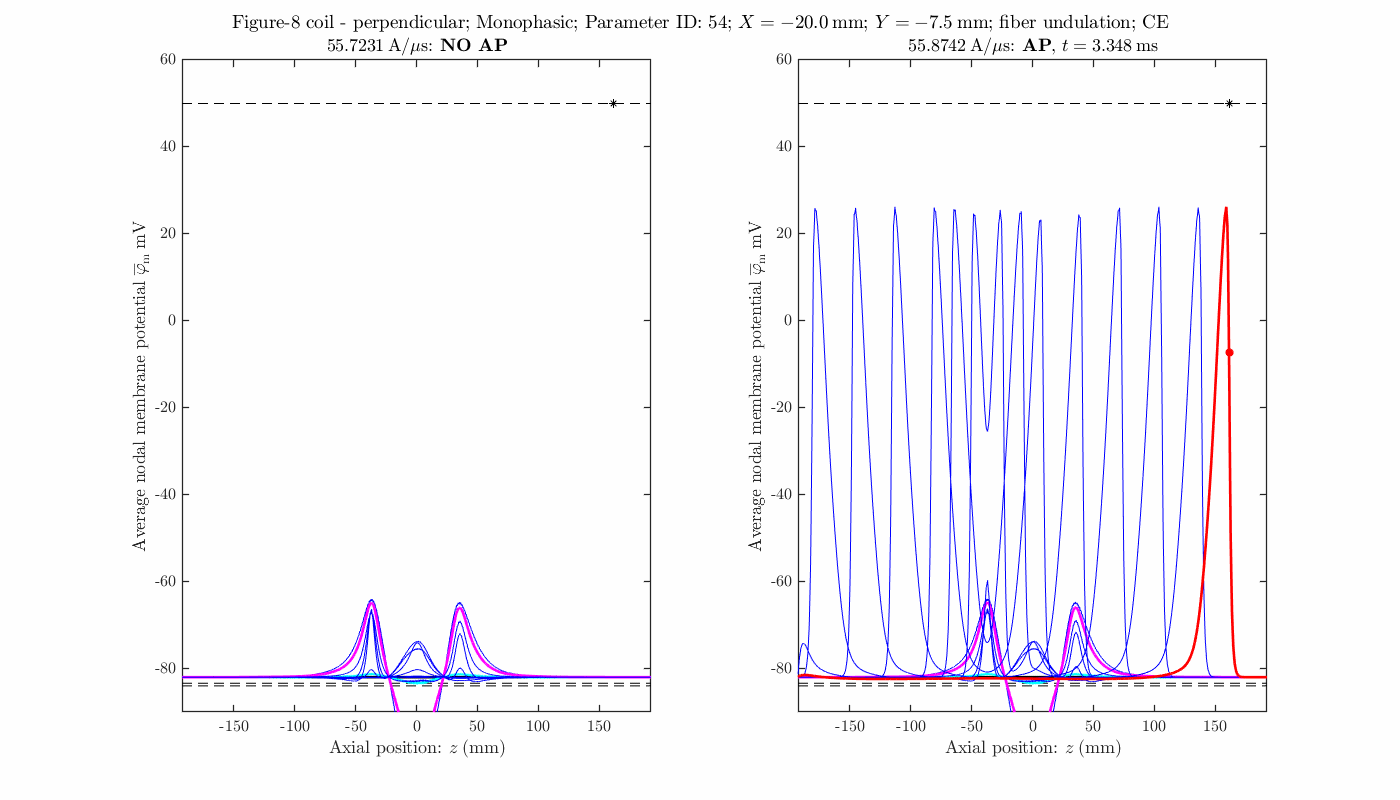 Figure-8 coil - perpendicular; Monophasic; Parameter ID: 54; X = −20.0 mm; Y = −7.5 mm; fiber undulation; CE
55.7231 A/μs: NO AP
60
40
20
0
-20
-40
-60
-80
-150 -100 -50 0 50 100 150
Axial position: z (mm)
Average nodal membrane potential φ̅m mV
55.8742 A/μs: AP, t = 3.348 ms
60
40
20
0
-20
-40
-60
-80
-150 -100 -50 0 50 100 150
Axial position: z (mm)
Average nodal membrane potential φ̅m mV